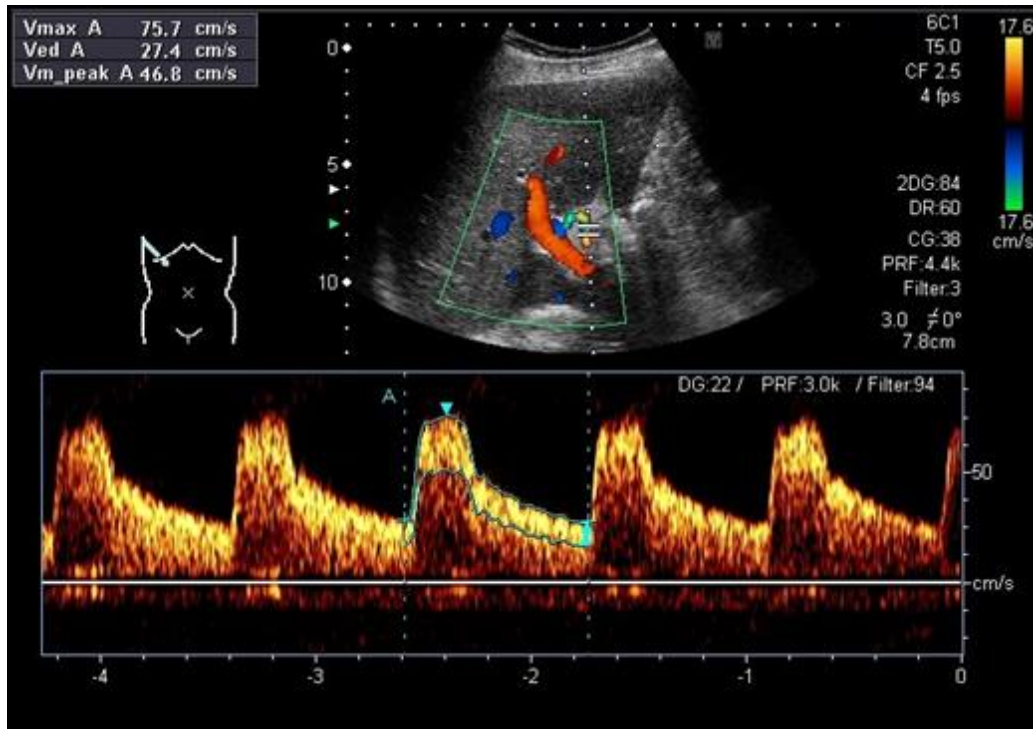 Vmax A 75.7 cm/s
Ved A 27.4 cm/s
Vm_peak A 46.8 cm/s
0
5
10
6C1
T5.0
CF 2.5
4 fps
2DG:84
DR:60
CG:38
PRF:4.4k
Filter:3
3.0 0°
7.8cm
17.6
17.6
cm/s
A
DG:22 / PRF:3.0k / Filter:94
50
cm/s
-4 -3 -2 -1 0